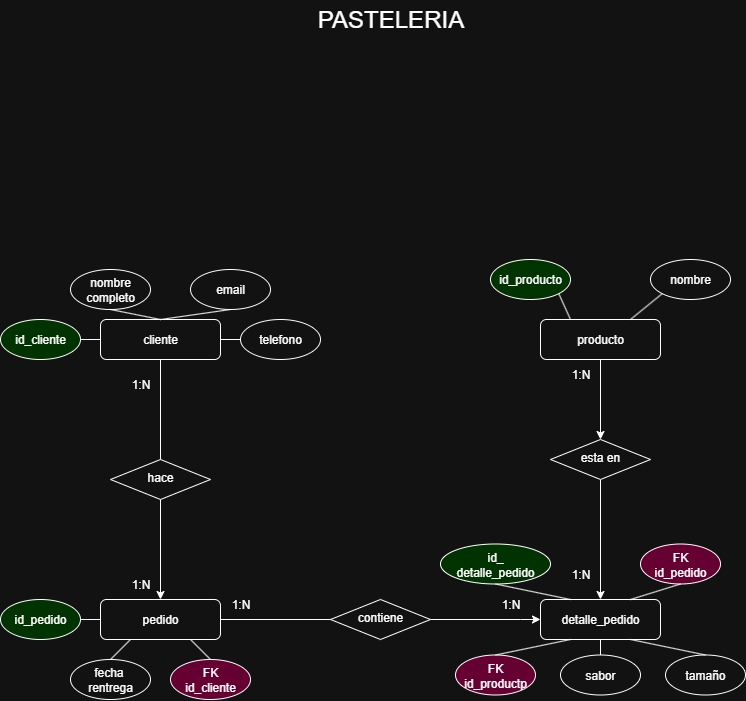 PASTELERIA
nombre
completo
email
id_cliente
cliente
telefono
id_producto
nombre
producto
1:N
1:N
hace
esta en
1:N
1:N
id_
detalle_pedido
FK
id_pedido
id_pedido
pedido
1:N
contiene
1:N
detalle_pedido
fecha
rentrega
FK
id_cliente
FK
id_productp
sabor
tamaño